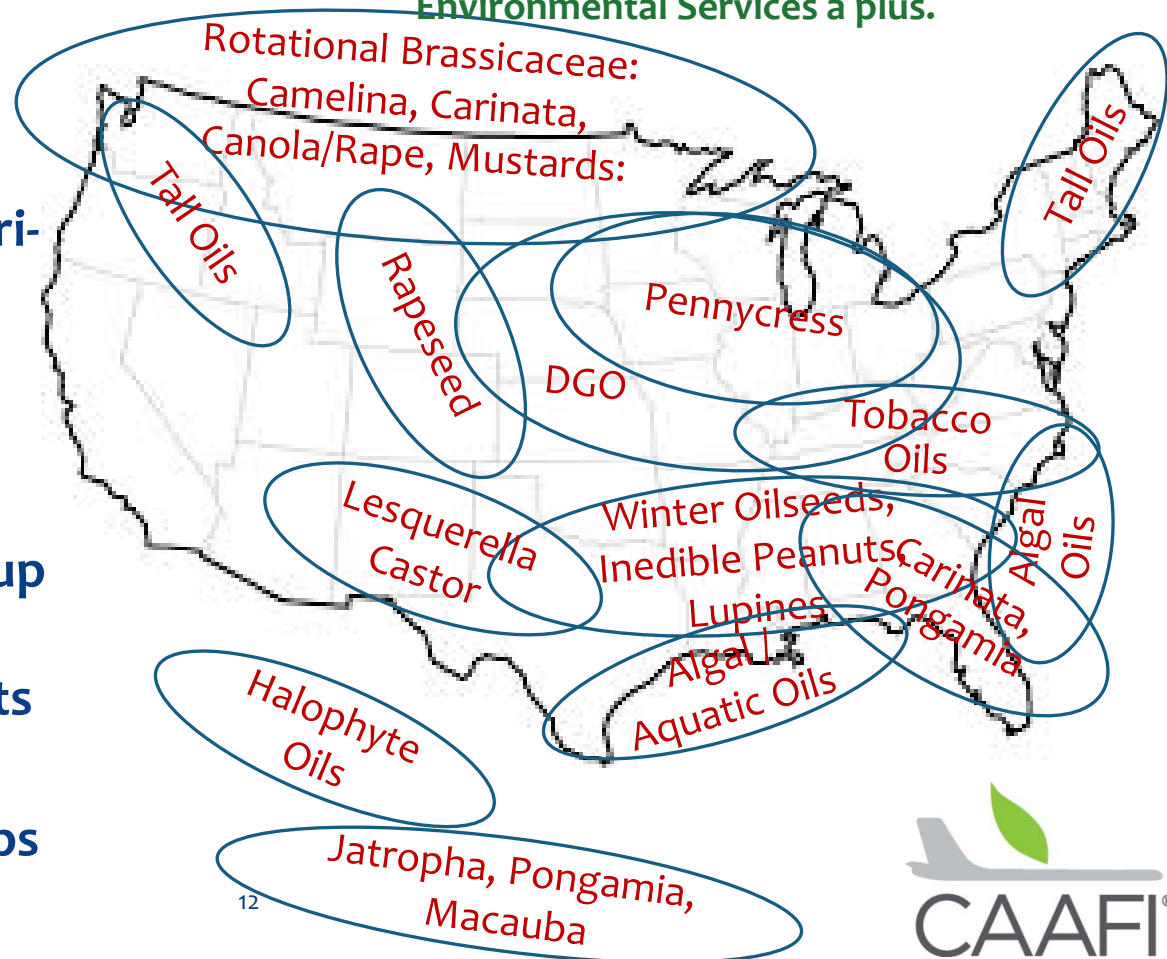 Environmental Services a plus.
Rotational Brassicaceae:
Camelina, Carinata,
Canola/Rape, Mustards:
Tall Oils
Tall Oils
ri-
Rapeseed
Pennycress
DGO
Tobacco
Oils
Lesquerella
Castor
Winter Oilseeds,
Inedible Peanuts,
Lupines
Carinata,
Pongamia
Algal
Oils
up
Algal /
Aquatic Oils
ts
Halophyte
Oils
ps
Jatropha, Pongamia,
Macauba
12
CAAFI®